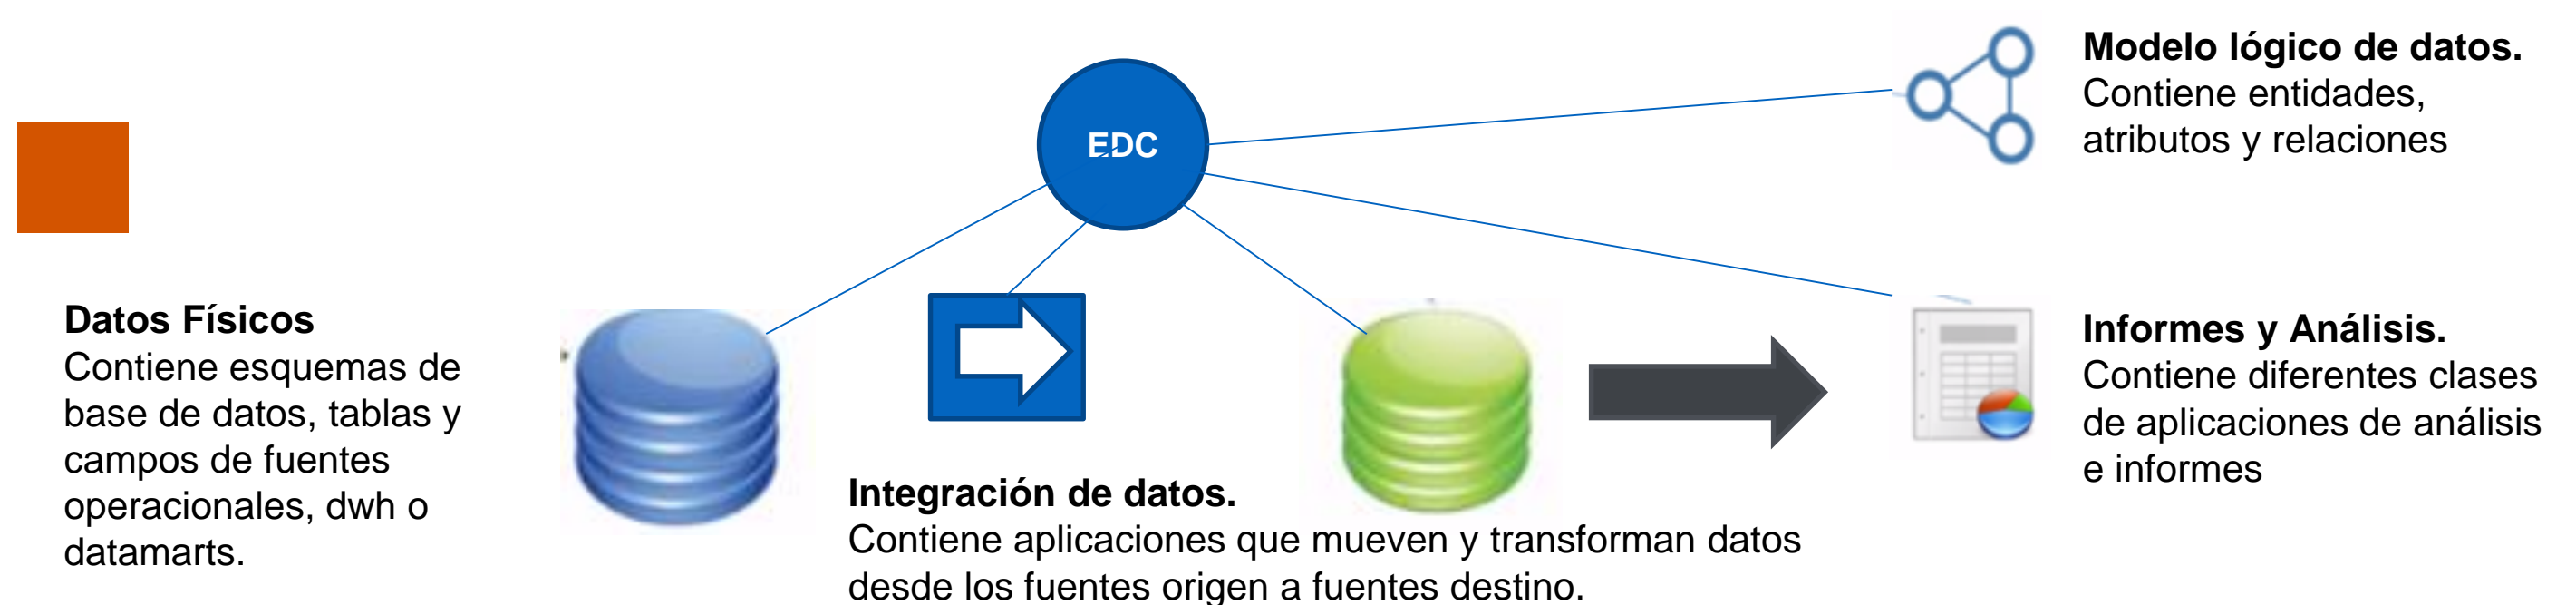 EDC
Modelo lógico de datos.
Contiene entidades,
atributos y relaciones
Datos Físicos
Contiene esquemas de
base de datos, tablas y
campos de fuentes
operacionales, dwh o
datamarts.
Integración de datos.
Contiene aplicaciones que mueven y transforman datos
desde los fuentes origen a fuentes destino.
Informes y Análisis.
Contiene diferentes clases
de aplicaciones de análisis
e informes